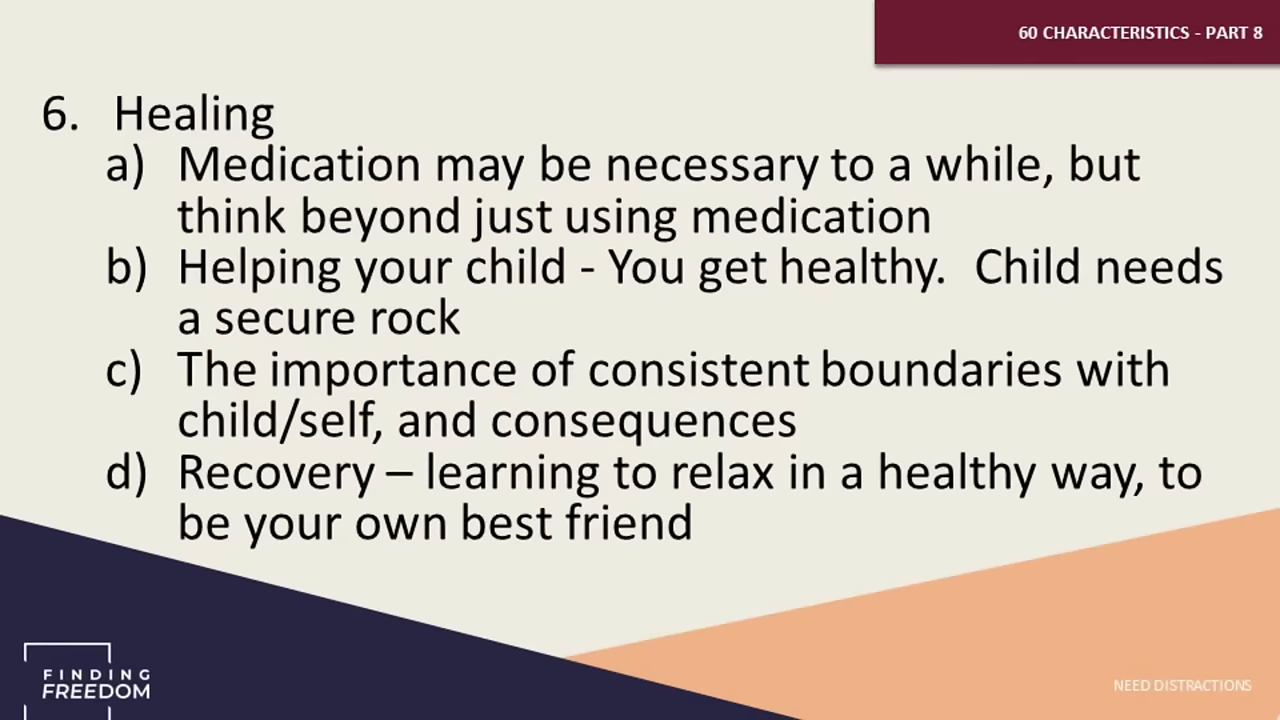 60 CHARACTERISTICS - PART 8
6. Healing
a) Medication may be necessary to a while, but
think beyond just using medication
b) Helping your child - You get healthy.  Child needs
a secure rock
c) The importance of consistent boundaries with
child/self, and consequences
d) Recovery – learning to relax in a healthy way, to
be your own best friend
FINDING
FREEDOM
NEED DISTRACTIONS